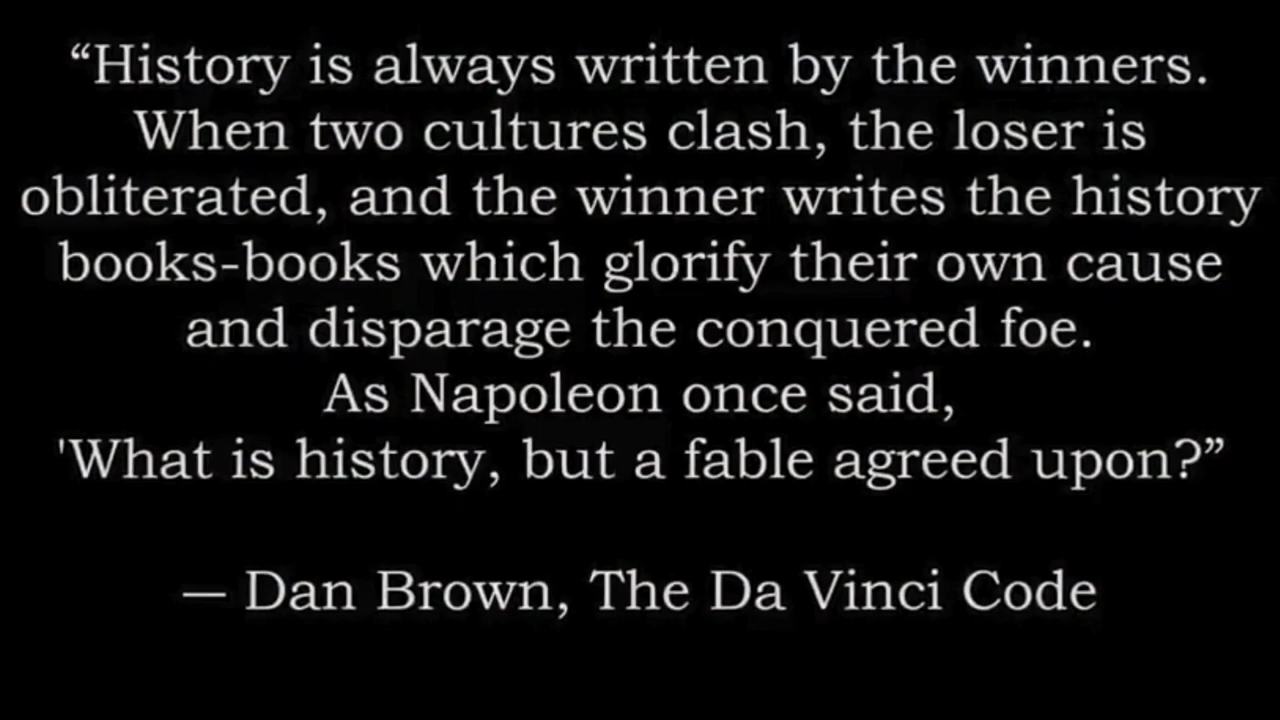 “History is always written by the winners.
When two cultures clash, the loser is
obliterated, and the winner writes the history
books-books which glorify their own cause
and disparage the conquered foe.
As Napoleon once said,
'What is history, but a fable agreed upon?”
— Dan Brown, The Da Vinci Code